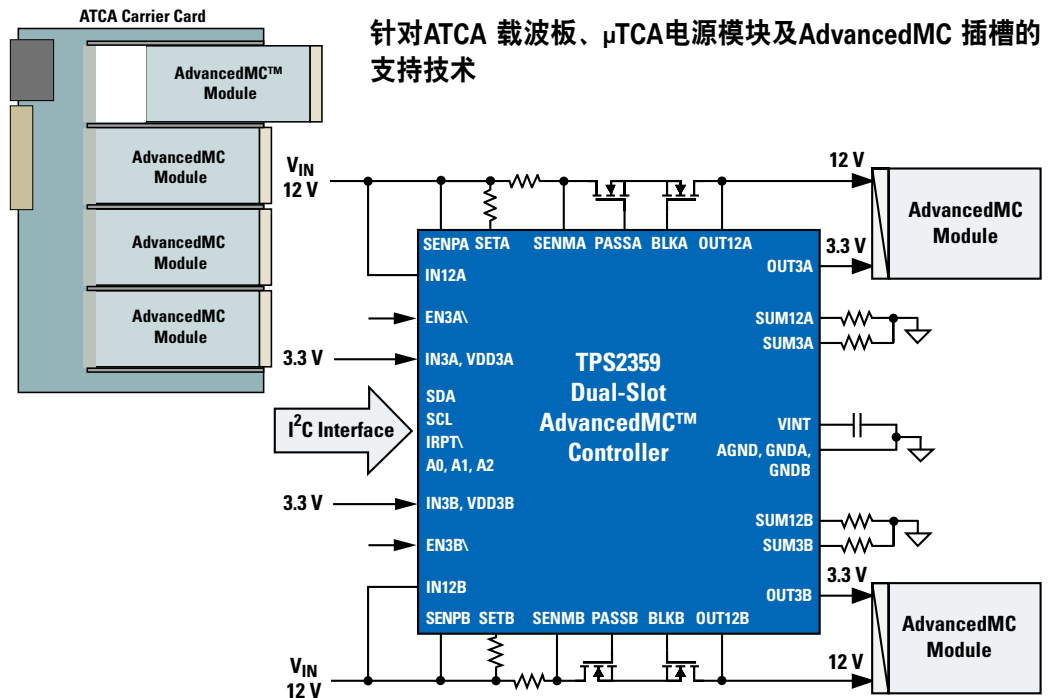 ATCA Carrier Card
针对ATCA 载波板、µTCA电源模块及AdvancedMC 插槽的
支持技术
AdvancedMC™
Module
AdvancedMC
Module
AdvancedMC
Module
AdvancedMC
Module
VIN
12 V
12 V
AdvancedMC
Module
3.3 V
SENPA SETA SENMA PASSA BLKA OUT12A
OUT3A
IN12A
EN3A\
SUM12A
SUM3A
3.3 V
IN3A, VDD3A
TPS2359
Dual-Slot
AdvancedMC™
Controller
SDA
SCL
IRPT\
A0, A1, A2
I2C Interface
VINT
AGND, GNDA,
GNDB
3.3 V
IN3B, VDD3B
SUM12B
SUM3B
EN3B\
3.3 V
IN12B
OUT3B
SENPB SETB SENMB PASSB BLKB OUT12B
AdvancedMC
Module
12 V
VIN
12 V